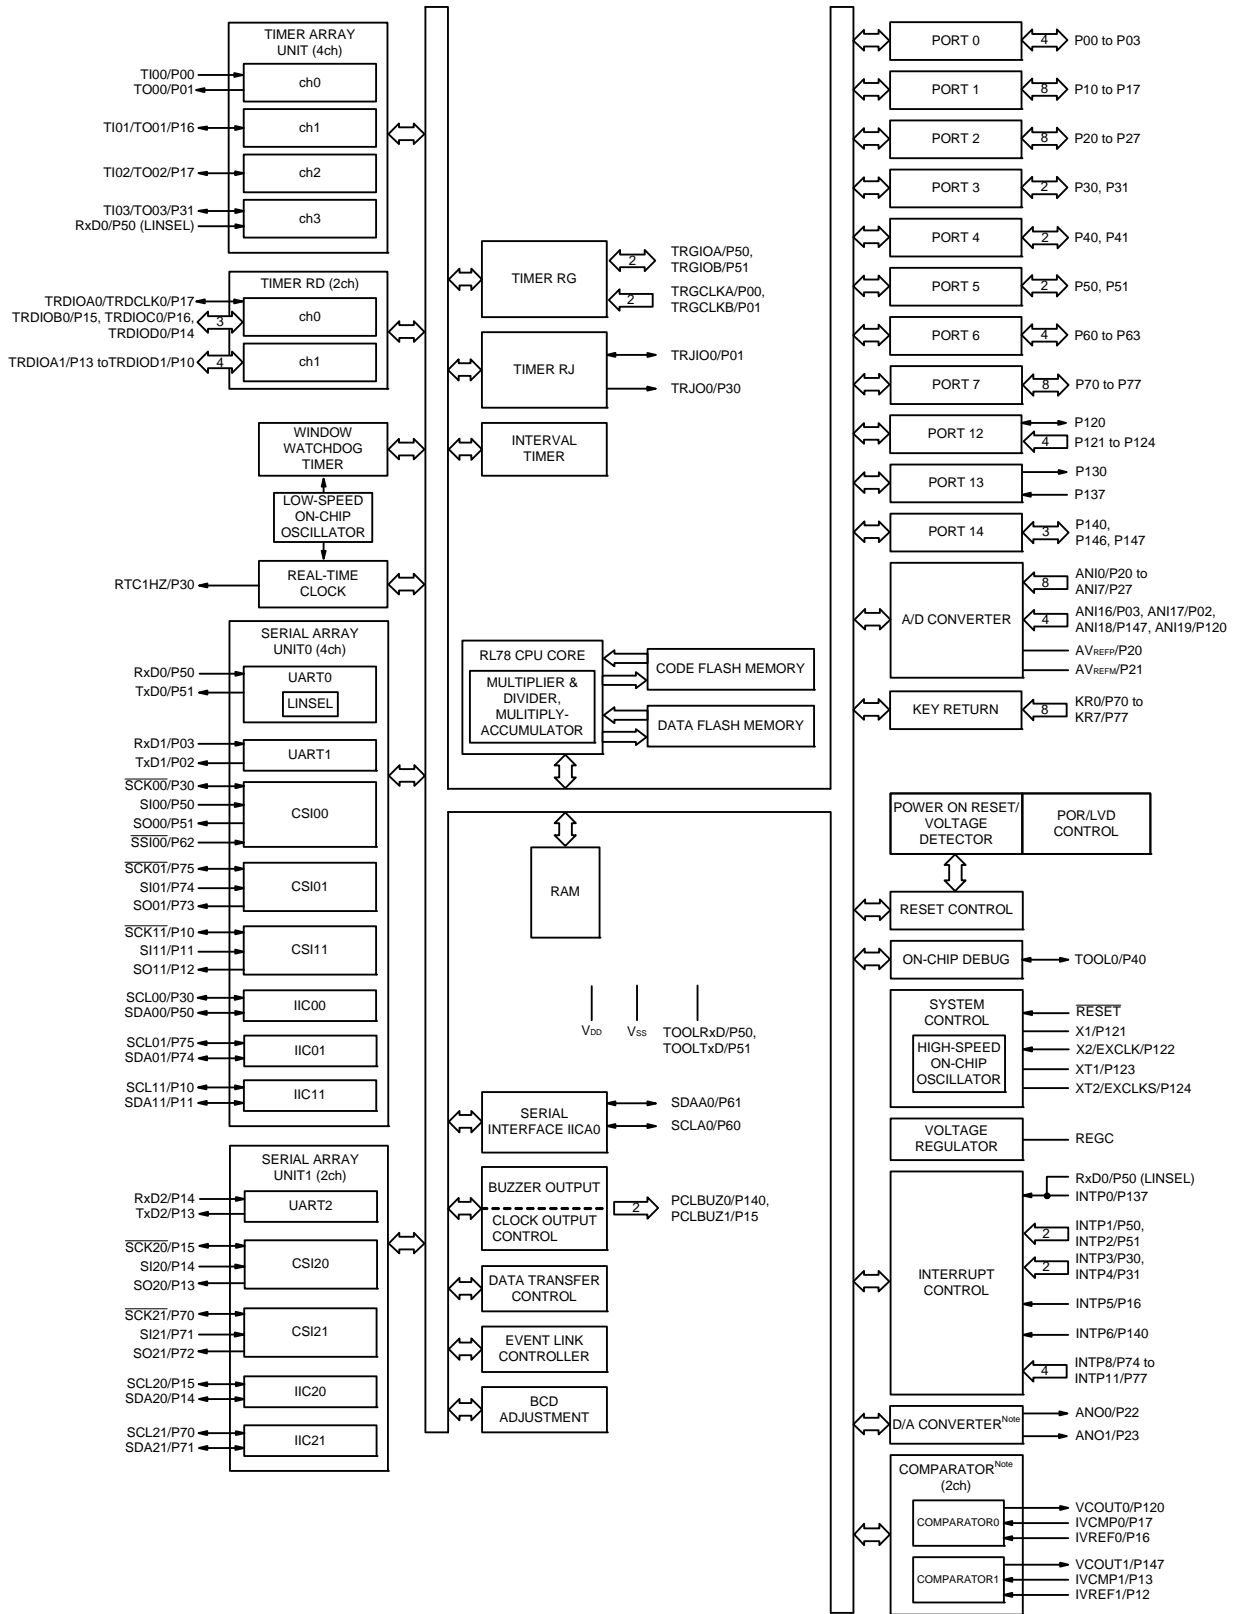 TIMER ARRAY
UNIT (4ch)
TI00/P00
TO00/P01
ch0
TI01/TO01/P16
ch1
TI02/TO02/P17
ch2
TI03/TO03/P31
RxD0/P50 (LINSEL)
ch3
TIMER RD (2ch)
TRDIOA0/TRDCLK0/P17
TRDIOB0/P15, TRDIOC0/P16,
TRDIOD0/P14
3
ch0
TRDIOA1/P13 toTRDIOD1/P10
4
ch1
WINDOW
WATCHDOG
TIMER
LOW-SPEED
ON-CHIP
OSCILLATOR
RTC1HZ/P30
REAL-TIME
CLOCK
SERIAL ARRAY
UNIT0 (4ch)
RxD0/P50
TxD0/P51
UART0
LINSEL
RxD1/P03
TxD1/P02
UART1
SCK00/P30
SI00/P50
SO00/P51
SSI00/P62
CSI00
SCK01/P75
SI01/P74
SO01/P73
CSI01
SCK11/P10
SI11/P11
SO11/P12
CSI11
SCL00/P30
SDA00/P50
IIC00
SCL01/P75
SDA01/P74
IIC01
SCL11/P10
SDA11/P11
IIC11
SERIAL ARRAY
UNIT1 (2ch)
RxD2/P14
TxD2/P13
UART2
SCK20/P15
SI20/P14
SO20/P13
CSI20
SCK21/P70
SI21/P71
SO21/P72
CSI21
SCL20/P15
SDA20/P14
IIC20
SCL21/P70
SDA21/P71
IIC21
TIMER RG
2
TRGIOA/P50,
TRGIOB/P51
2
TRGCLKA/P00,
TRGCLKB/P01
TIMER RJ
TRJIO0/P01
TRJO0/P30
INTERVAL
TIMER
RL78 CPU CORE
MULTIPLIER &
DIVIDER,
MULITIPLY-
ACCUMULATOR
CODE FLASH MEMORY
DATA FLASH MEMORY
RAM
VDD
VSS
TOOLRxD/P50,
TOOLTxD/P51
SERIAL
INTERFACE IICA0
SDAA0/P61
SCLA0/P60
BUZZER OUTPUT
CLOCK OUTPUT
CONTROL
2
PCLBUZ0/P140,
PCLBUZ1/P15
DATA TRANSFER
CONTROL
EVENT LINK
CONTROLLER
BCD
ADJUSTMENT
PORT 0
4
P00 to P03
PORT 1
8
P10 to P17
PORT 2
8
P20 to P27
PORT 3
2
P30, P31
PORT 4
2
P40, P41
PORT 5
2
P50, P51
PORT 6
4
P60 to P63
PORT 7
8
P70 to P77
PORT 12
P120
4
P121 to P124
PORT 13
P130
P137
PORT 14
3
P140,
P146, P147
A/D CONVERTER
8
ANI0/P20 to
ANI7/P27
4
ANI16/P03, ANI17/P02,
ANI18/P147, ANI19/P120
AVREFP/P20
AVREFM/P21
KEY RETURN
8
KR0/P70 to
KR7/P77
POWER ON RESET/
VOLTAGE
DETECTOR
POR/LVD
CONTROL
RESET CONTROL
ON-CHIP DEBUG
TOOL0/P40
SYSTEM
CONTROL
HIGH-SPEED
ON-CHIP
OSCILLATOR
RESET
X1/P121
X2/EXCLK/P122
XT1/P123
XT2/EXCLKS/P124
VOLTAGE
REGULATOR
REGC
INTERRUPT
CONTROL
RxD0/P50 (LINSEL)
INTP0/P137
2
INTP1/P50,
INTP2/P51
2
INTP3/P30,
INTP4/P31
INTP5/P16
INTP6/P140
4
INTP8/P74 to
INTP11/P77
D/A CONVERTERNote
ANO0/P22
ANO1/P23
COMPARATORNote
(2ch)
COMPARATOR0
VCOUT0/P120
IVCMP0/P17
IVREF0/P16
COMPARATOR1
VCOUT1/P147
IVCMP1/P13
IVREF1/P12